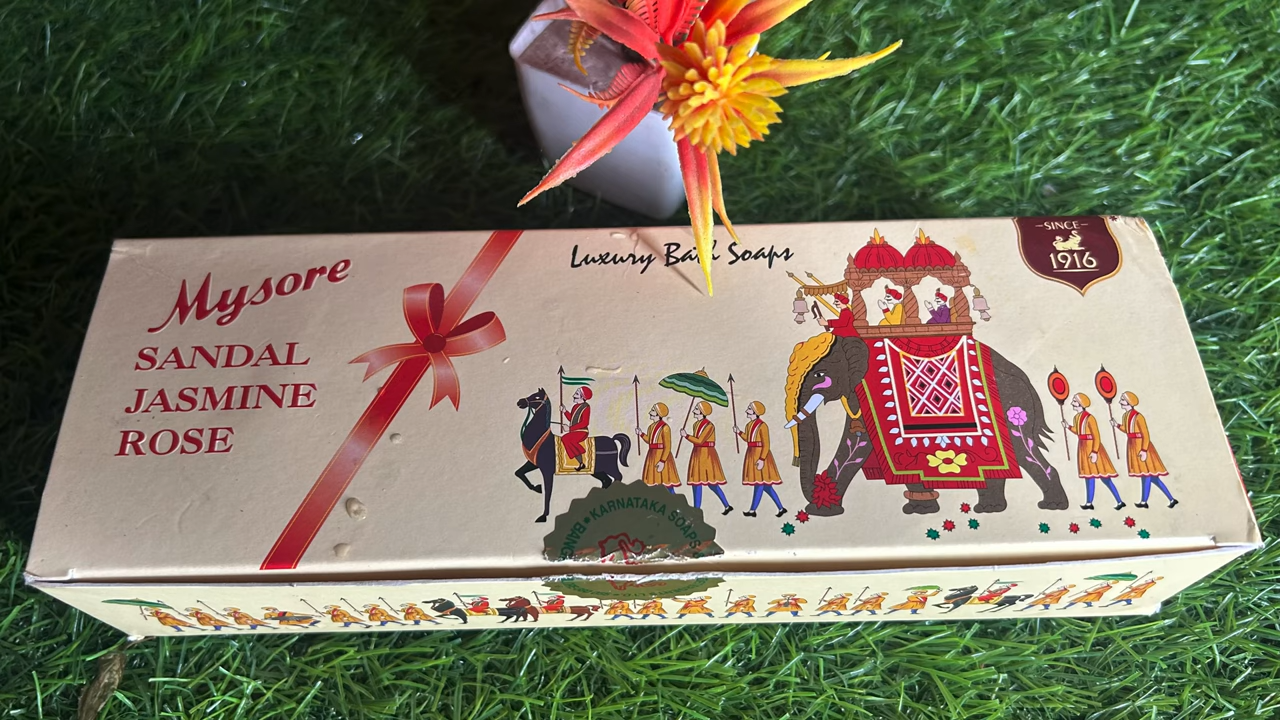 Mysore
SANDAL
JASMINE
ROSE
Luxury Bath Soaps
-SINCE-
1916
KARNATAKA SOAPS